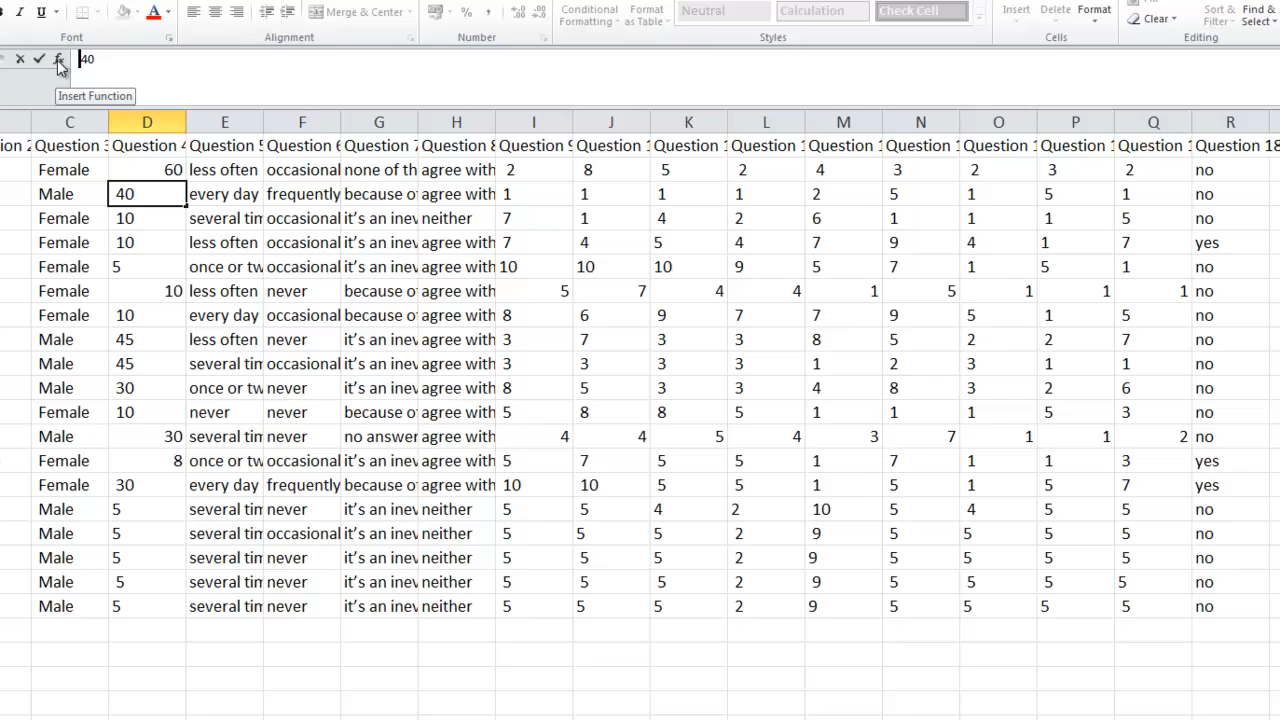 I U A Merge & Center % , Conditional Format Neutral Calculation Check Cell Insert Delete Format Clear Sort & Find &
Formatting as Table Filter Select
Font Alignment Number Styles Editing
40
Insert Function
C D E F G H I J K L M N O P Q R
Question 3 Question 4 Question 5 Question 6 Question 7 Question 8 Question 9 Question 1 Question 1 Question 1 Question 1 Question 1 Question 1 Question 1 Question 1 Question 18
Female 60 less often occasional none of th agree with 2 8 5 2 4 3 2 3 2 no
Male 40 every day frequently because of agree with 1 1 1 1 2 5 1 5 1 no
Female 10 several tim occasional it's an inev neither 7 1 4 2 6 1 1 1 5 no
Female 10 less often occasional it's an inev agree with 7 4 5 4 7 9 4 1 7 yes
Female 5 once or tw occasional it's an inev agree with 10 10 10 9 5 7 1 5 1 no
Female 10 less often never because of agree with 5 7 4 4 1 5 1 1 1 no
Female 10 every day occasional because of agree with 8 6 9 7 7 9 5 1 5 no
Male 45 less often never it's an inev agree with 3 7 3 3 8 5 2 2 7 no
Male 45 several tim occasional it's an inev agree with 3 3 3 3 1 2 3 1 1 no
Male 30 once or tw never it's an inev agree with 8 5 3 3 4 8 3 2 6 no
Female 10 never never because of agree with 5 8 8 5 1 1 1 5 3 no
Male 30 several tim never no answer agree with 4 4 5 4 3 7 1 1 2 no
Female 8 once or tw occasional it's an inev agree with 5 7 5 5 1 7 1 1 3 yes
Female 30 every day frequently because of agree with 10 10 5 5 1 5 1 5 7 yes
Male 5 several tim never it's an inev neither 5 5 4 2 10 5 4 5 5 no
Male 5 several tim occasional it's an inev neither 5 5 5 2 9 5 5 5 5 no
Male 5 several tim never it's an inev neither 5 5 5 2 9 5 5 5 5 no
Male 5 several tim never it's an inev neither 5 5 5 2 9 5 5 5 5 no
Male 5 several tim never it's an inev neither 5 5 5 2 9 5 5 5 5 no